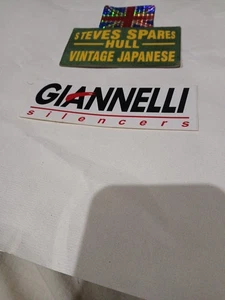 STEVES SPARES
HULL
VINTAGE JAPANESE
GIANNELLI
silencers